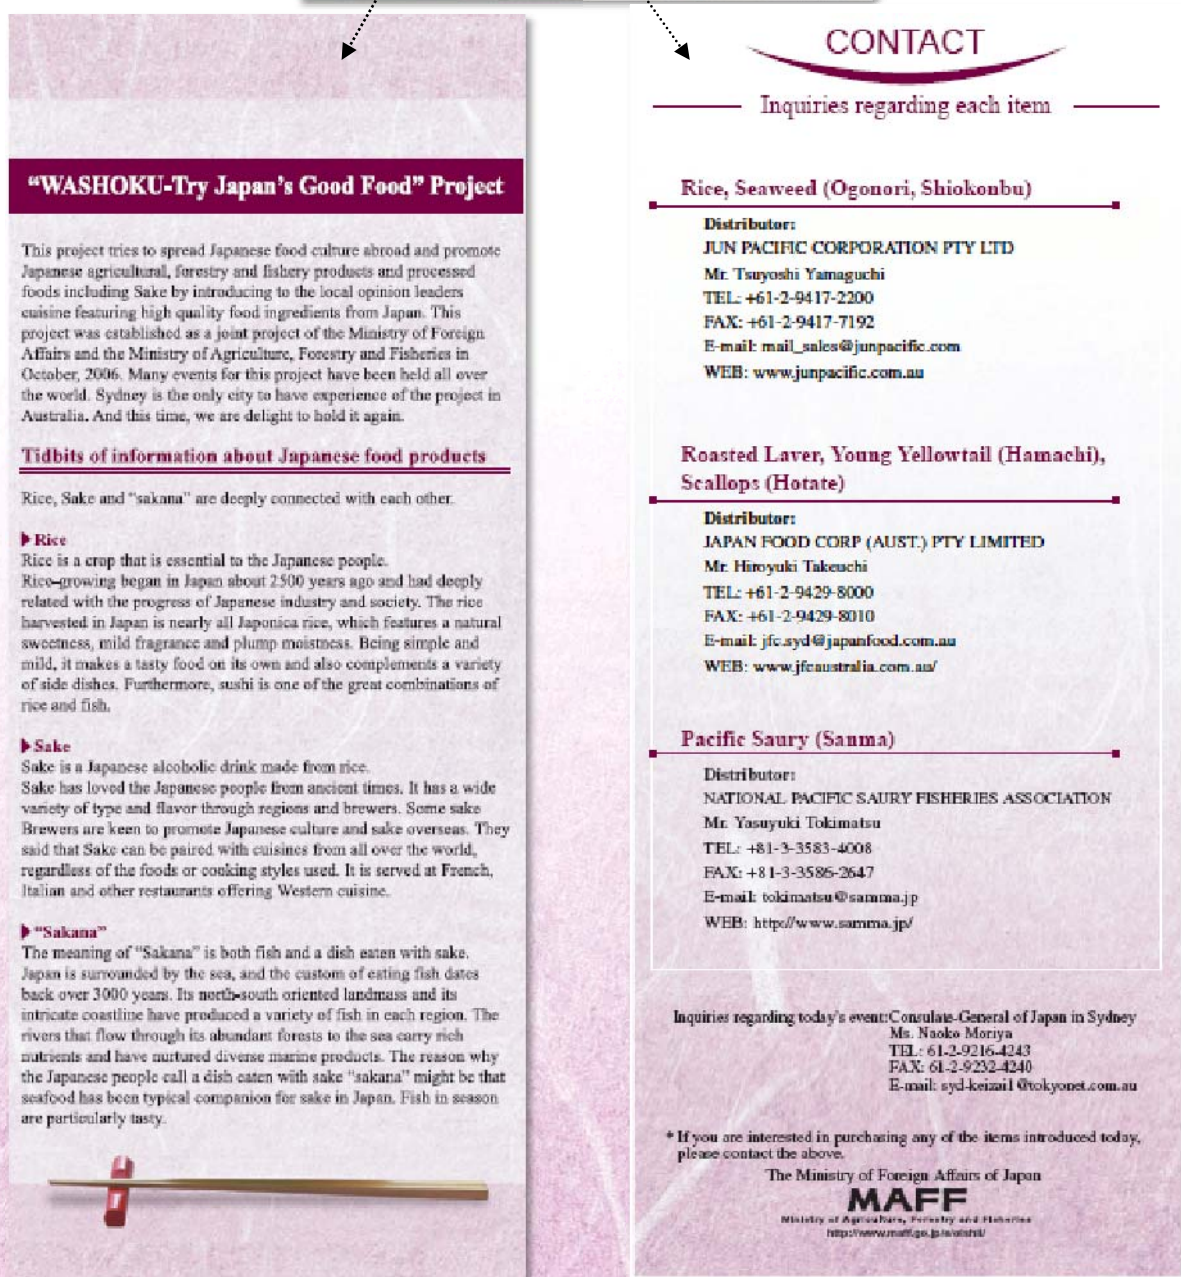 “WASHOKU-Try Japan’s Good Food” Project
This project tries to spread Japanese food culture abroad and promote
Japanese agricultural, forestry and fishery products and processed
foods including Sake by introducing to the local opinion leaders
cuisine featuring high quality food ingredients from Japan. This
project was established as a joint project of the Ministry of Foreign
Affairs and the Ministry of Agriculture, Forestry and Fisheries in
October, 2006. Many events for this project have been held all over
the world. Sydney is the only city to have experience of the project in
Australia. And this time, we are delight to hold it again.
Tidbits of information about Japanese food products
Rice, Sake and “sakana” are deeply connected with each other.
Rice
Rice is a crop that is essential to the Japanese people.
Rice-growing began in Japan about 2500 years ago and had deeply
related with the progress of Japanese industry and society. The rice
harvested in Japan is nearly all Japonica rice, which features a natural
sweetness, mild fragrance and plump moistness. Being simple and
mild, it makes a tasty food on its own and also complements a variety
of side dishes. Furthermore, sushi is one of the great combinations of
rice and fish.
Sake
Sake is a Japanese alcoholic drink made from rice.
Sake has loved the Japanese people from ancient times. It has a wide
variety of type and flavor through regions and brewers. Some sake
Brewers are keen to promote Japanese culture and sake overseas. They
said that Sake can be paired with cuisines from all over the world,
regardless of the foods or cooking styles used. It is served at French,
Italian and other restaurants offering Western cuisine.
“Sakana”
The meaning of “Sakana” is both fish and a dish eaten with sake.
Japan is surrounded by the sea, and the custom of eating fish dates
back over 3000 years. Its north-south oriented landmass and its
intricate coastline have produced a variety of fish in each region. The
rivers that flow through its abundant forests to the sea carry rich
nutrients and have nurtured diverse marine products. The reason why
the Japanese people call a dish eaten with sake “sakana” might be that
seafood has been typical companion for sake in Japan. Fish in season
are particularly tasty.
CONTACT
Inquiries regarding each item
Rice, Seaweed (Ogonori, Shiokonbu)
Distributor:
JUN PACIFIC CORPORATION PTY LTD
Mr. Tsuyoshi Yamaguchi
TEL: +61-2-9417-2200
FAX: +61-2-9417-7192
E-mail: mail_sales@junpacific.com
WEB: www.junpacific.com.au
Roasted Laver, Young Yellowtail (Hamachi),
Scallops (Hotate)
Distributor:
JAPAN FOOD CORP (AUST.) PTY LIMITED
Mr. Hiroyuki Takeuchi
TEL: +61-2-9429-8000
FAX: +61-2-9429-8010
E-mail: jfc.syd@japanfood.com.au
WEB: www.jfcaustralia.com.au/
Pacific Saury (Sanma)
Distributor:
NATIONAL PACIFIC SAURY FISHERIES ASSOCIATION
Mr. Yasuyuki Tokimatsu
TEL: +81-3-3583-4008
FAX: +81-3-3586-2647
E-mail: tokimatsu@samma.jp
WEB: http://www.samma.jp/
Inquiries regarding today’s event:Consulate-General of Japan in Sydney
Ms. Naoko Moriya
TEL: 61-2-9216-4243
FAX: 61-2-9232-4240
E-mail: syd-keizai1@tokyonet.com.au
* If you are interested in purchasing any of the items introduced today,
please contact the above.
The Ministry of Foreign Affairs of Japan
MAFF
Ministry of Agriculture, Forestry and Fisheries